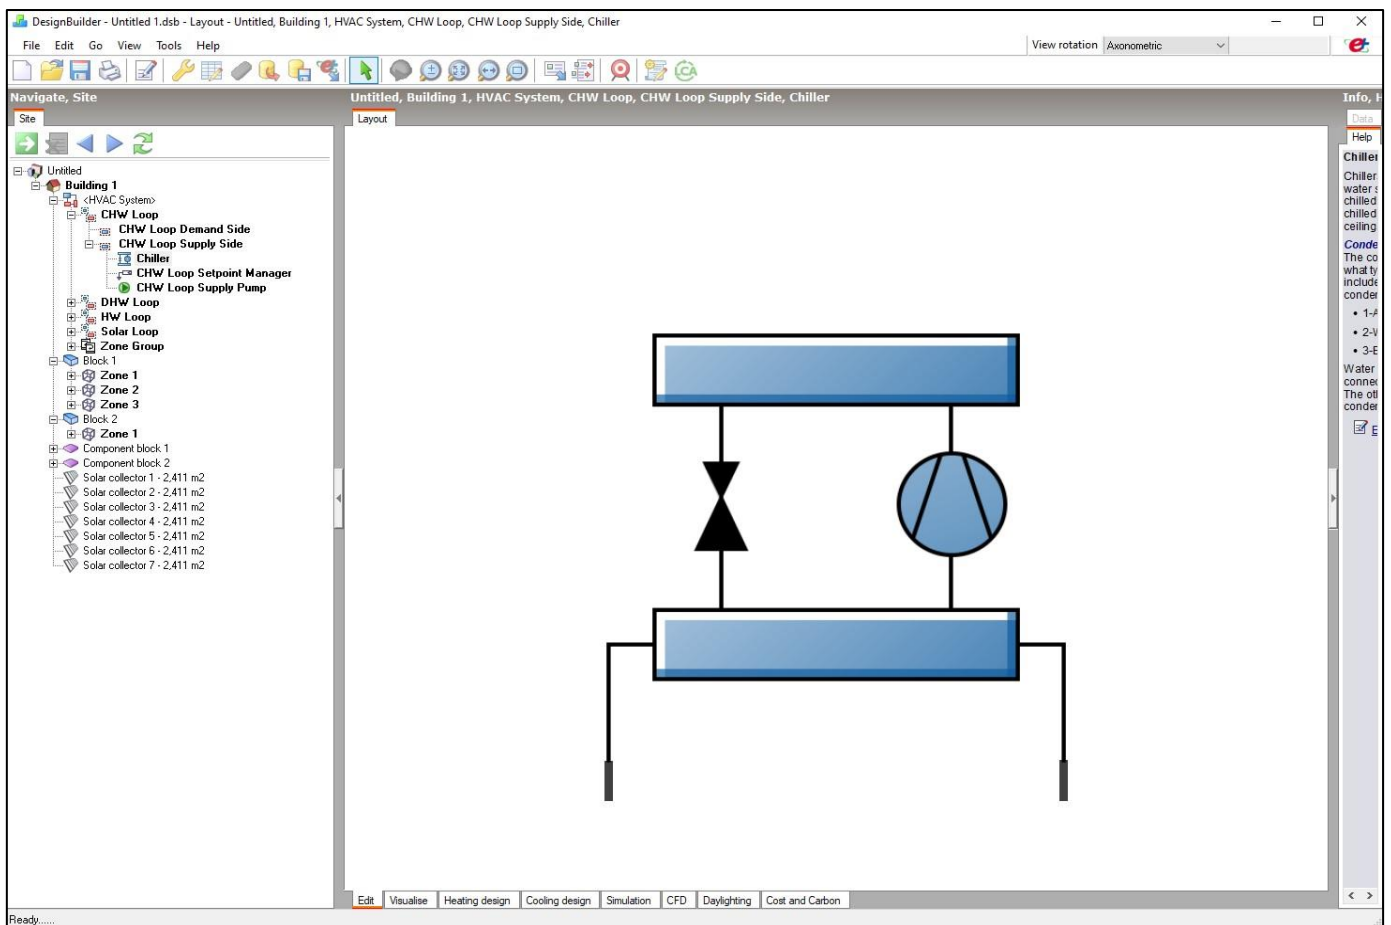 DesignBuilder - Untitled 1.dsb - Layout - Untitled, Building 1, HVAC System, CHW Loop, CHW Loop Supply Side, Chiller
File Edit Go View Tools Help
View rotation Axonometric
Navigate, Site
Untitled, Building 1, HVAC System, CHW Loop, CHW Loop Supply Side, Chiller
Info, H
Site
Layout
Data
Help
Untitled
Building 1
<HVAC System>
CHW Loop
CHW Loop Demand Side
CHW Loop Supply Side
Chiller
CHW Loop Setpoint Manager
CHW Loop Supply Pump
DHW Loop
HW Loop
Solar Loop
Zone Group
Block 1
Zone 1
Zone 2
Zone 3
Block 2
Zone 1
Component block 1
Component block 2
Solar collector 1 - 2,411 m2
Solar collector 2 - 2,411 m2
Solar collector 3 - 2,411 m2
Solar collector 4 - 2,411 m2
Solar collector 5 - 2,411 m2
Solar collector 6 - 2,411 m2
Solar collector 7 - 2,411 m2
Chiller
Chiller
water s
chilled
chilled
ceiling
Conde
The co
what ty
include
conder
• 1-A
• 2-V
• 3-E
Water
connec
The ot
conder
E
LCA
Edit Visualise Heating design Cooling design Simulation CFD Daylighting Cost and Carbon
Ready......